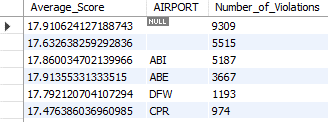 Average_Score AIRPORT Number_of_Violations
17.910624127188743 NULL 9309
17.632638259292836 5515
17.860034702139966 ABI 5187
17.91355331333515 ABE 3667
17.792120704107294 DFW 1193
17.476386036960985 CPR 974